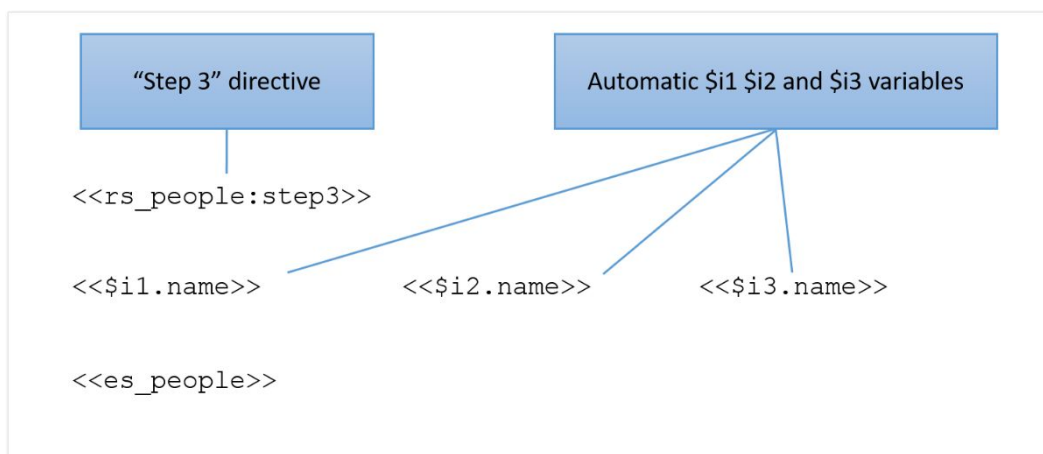 “Step 3” directive
Automatic $i1 $i2 and $i3 variables
<<rs_people:step3>>
<<$i1.name>> <<$i2.name>> <<$i3.name>>
<<es_people>>